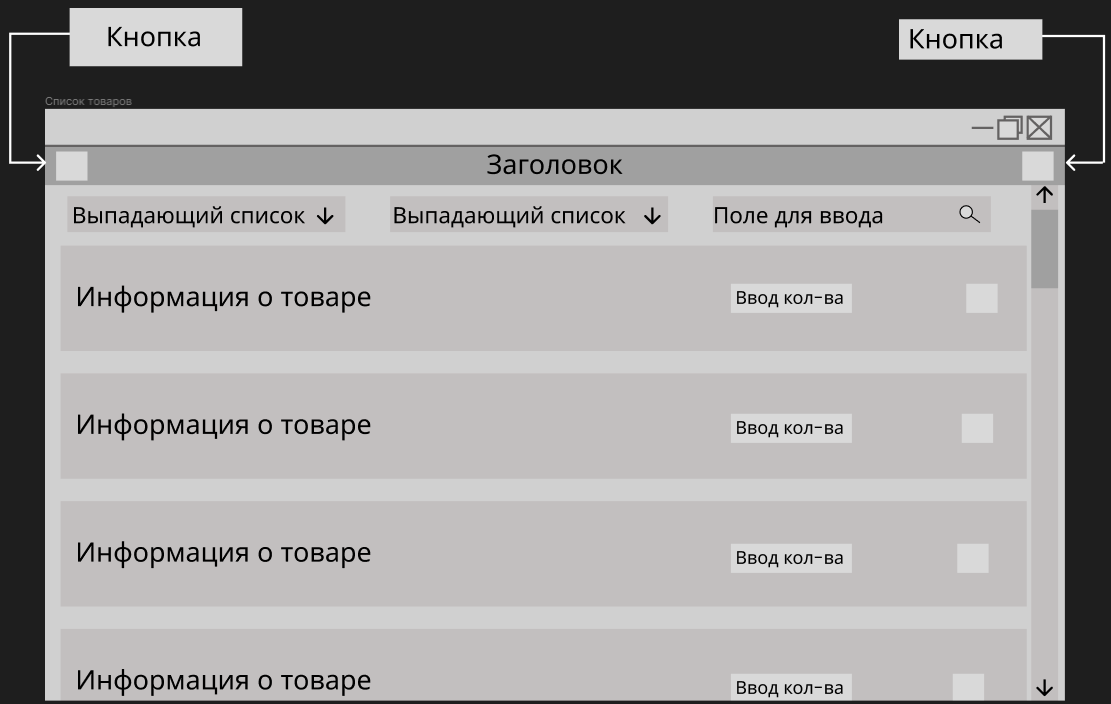 Кнопка
Кнопка
Список товаров
Заголовок
Выпадающий список
Выпадающий список
Поле для ввода
Информация о товаре
Ввод кол-ва
Информация о товаре
Ввод кол-ва
Информация о товаре
Ввод кол-ва
Информация о товаре
Ввод кол-ва